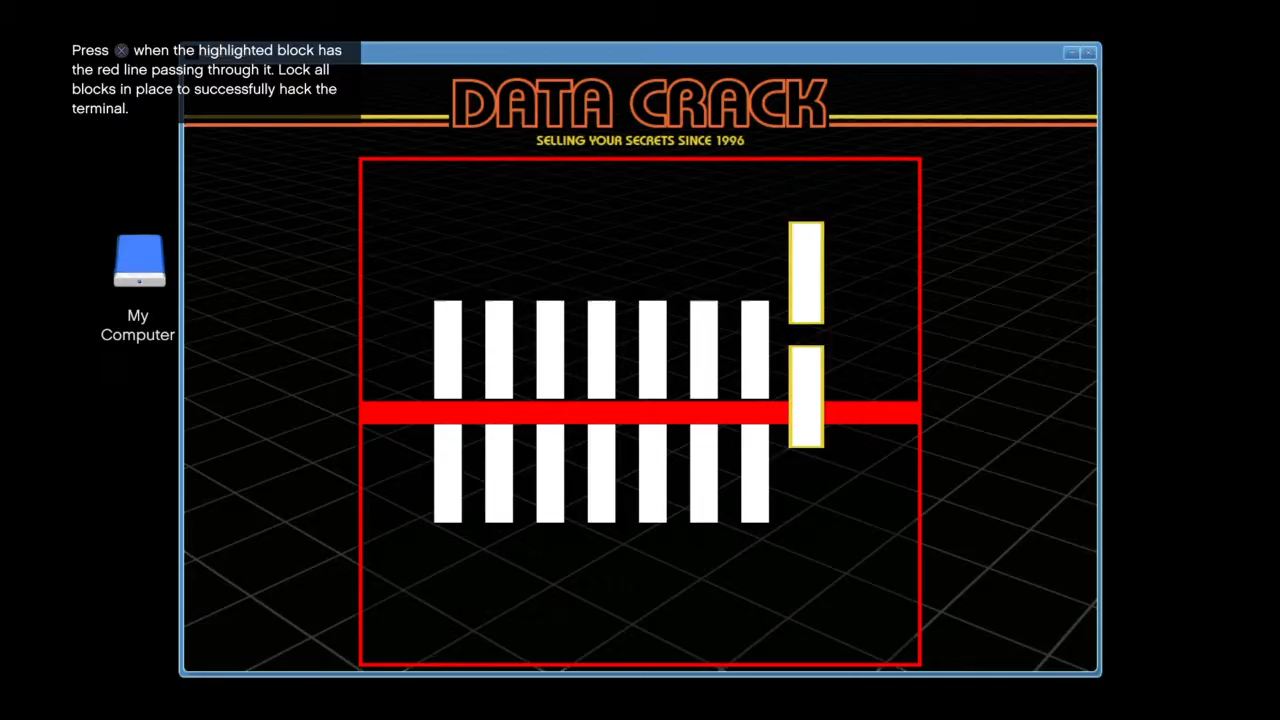 Press ⓧ when the highlighted block has
the red line passing through it. Lock all
blocks in place to successfully hack the
terminal.
DATA CRACK
SELLING YOUR SECRETS SINCE 1996
My
Computer